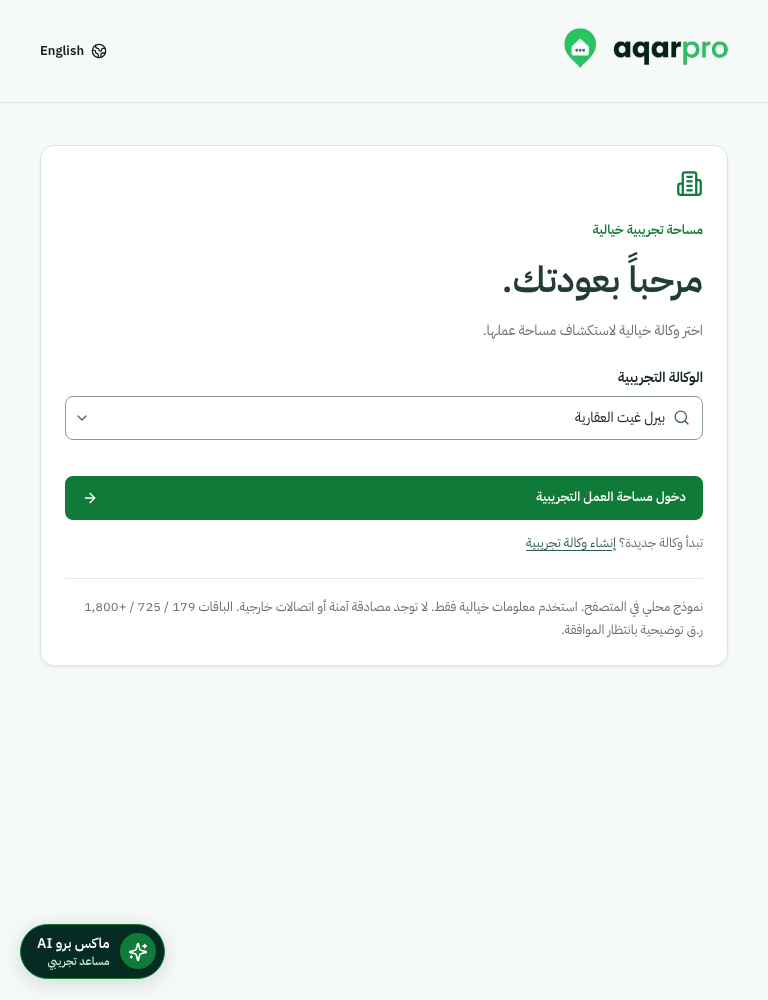 aqarpro
English
مساحة تجريبية خيالية
مرحباً بعودتك.
اختر وكالة خيالية لاستكشاف مساحة عملها.
الوكالة التجريبية
بيرل غيت العقارية
دخول مساحة العمل التجريبية
تبدأ وكالة جديدة؟ إنشاء وكالة تجريبية
نموذج محلي في المتصفح. استخدم معلومات خيالية فقط. لا توجد مصادقة آمنة أو اتصالات خارجية. الباقات 179 / 725 / 1,800+
ر.ق توضيحية بانتظار الموافقة.
ماكس برو AI
مساعد تجريبي